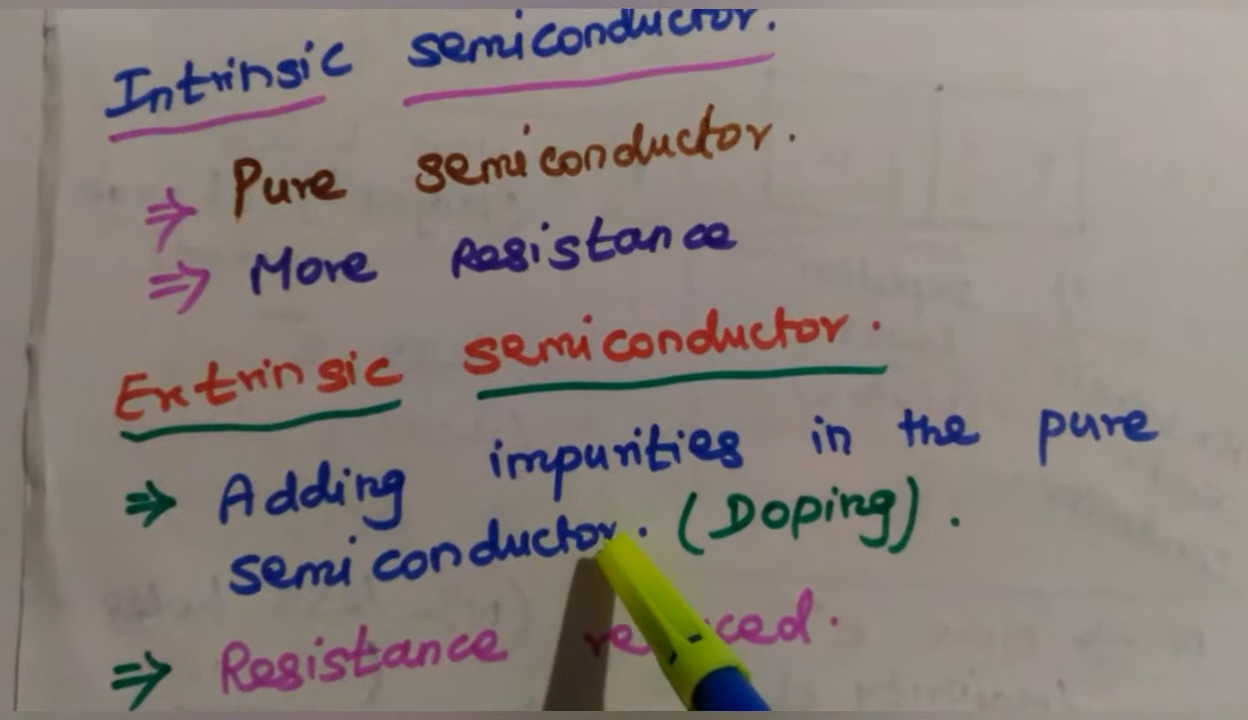 Intrinsic semiconductor.
⇒ Pure semiconductor.
⇒ More Resistance
Extrinsic semiconductor.
⇒ Adding impurities in the pure
semiconductor. (Doping).
⇒ Resistance